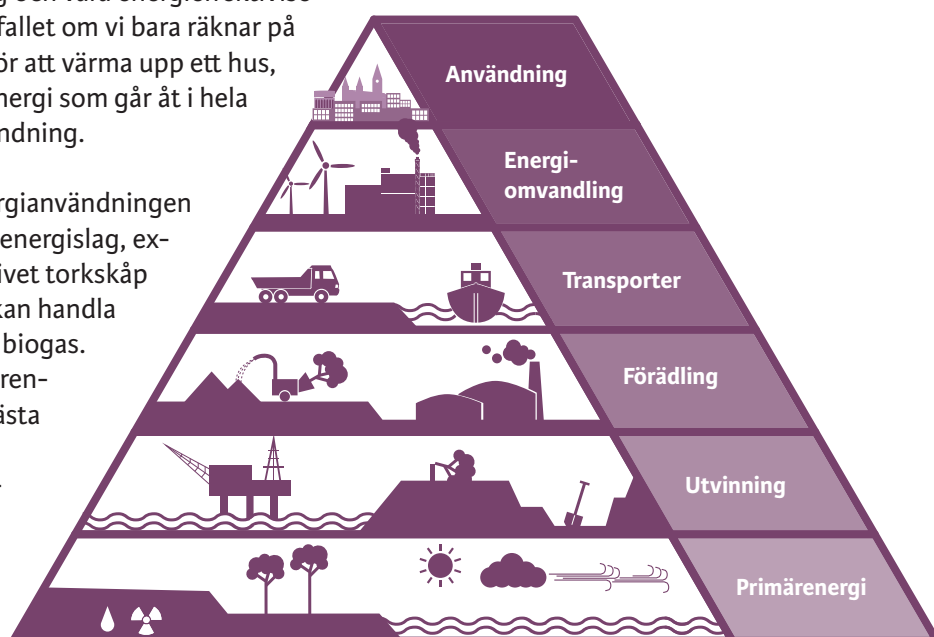 fallet om vi bara räknar på
ör att värma upp ett hus,
nergi som går åt i hela
ndning.
rgianvändningen
energislag, ex-
ivet torkskåp
kan handla
biogas.
ren-
ästa
Användning
Energi-
omvandling
Transporter
Förädling
Utvinning
Primärenergi